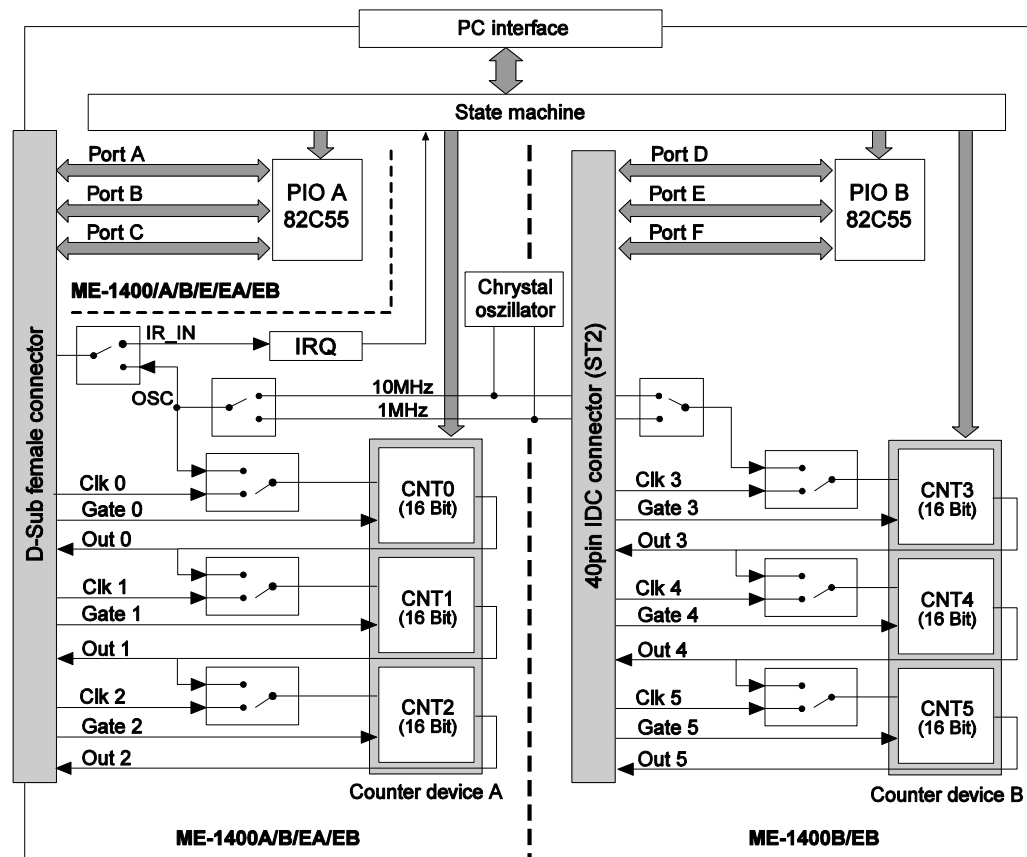 PC interface
State machine
D-Sub female connector
Port A
Port B
Port C
PIO A
82C55
ME-1400/A/B/E/EA/EB
IR_IN
IRQ
OSC
Chrystal
oszillator
10MHz
1MHz
Clk 0
Gate 0
Out 0
CNT0
(16 Bit)
Clk 1
Gate 1
Out 1
CNT1
(16 Bit)
Clk 2
Gate 2
Out 2
CNT2
(16 Bit)
Counter device A
ME-1400A/B/EA/EB
40pin IDC connector (ST2)
Port D
Port E
Port F
PIO B
82C55
Clk 3
Gate 3
Out 3
CNT3
(16 Bit)
Clk 4
Gate 4
Out 4
CNT4
(16 Bit)
Clk 5
Gate 5
Out 5
CNT5
(16 Bit)
Counter device B
ME-1400B/EB